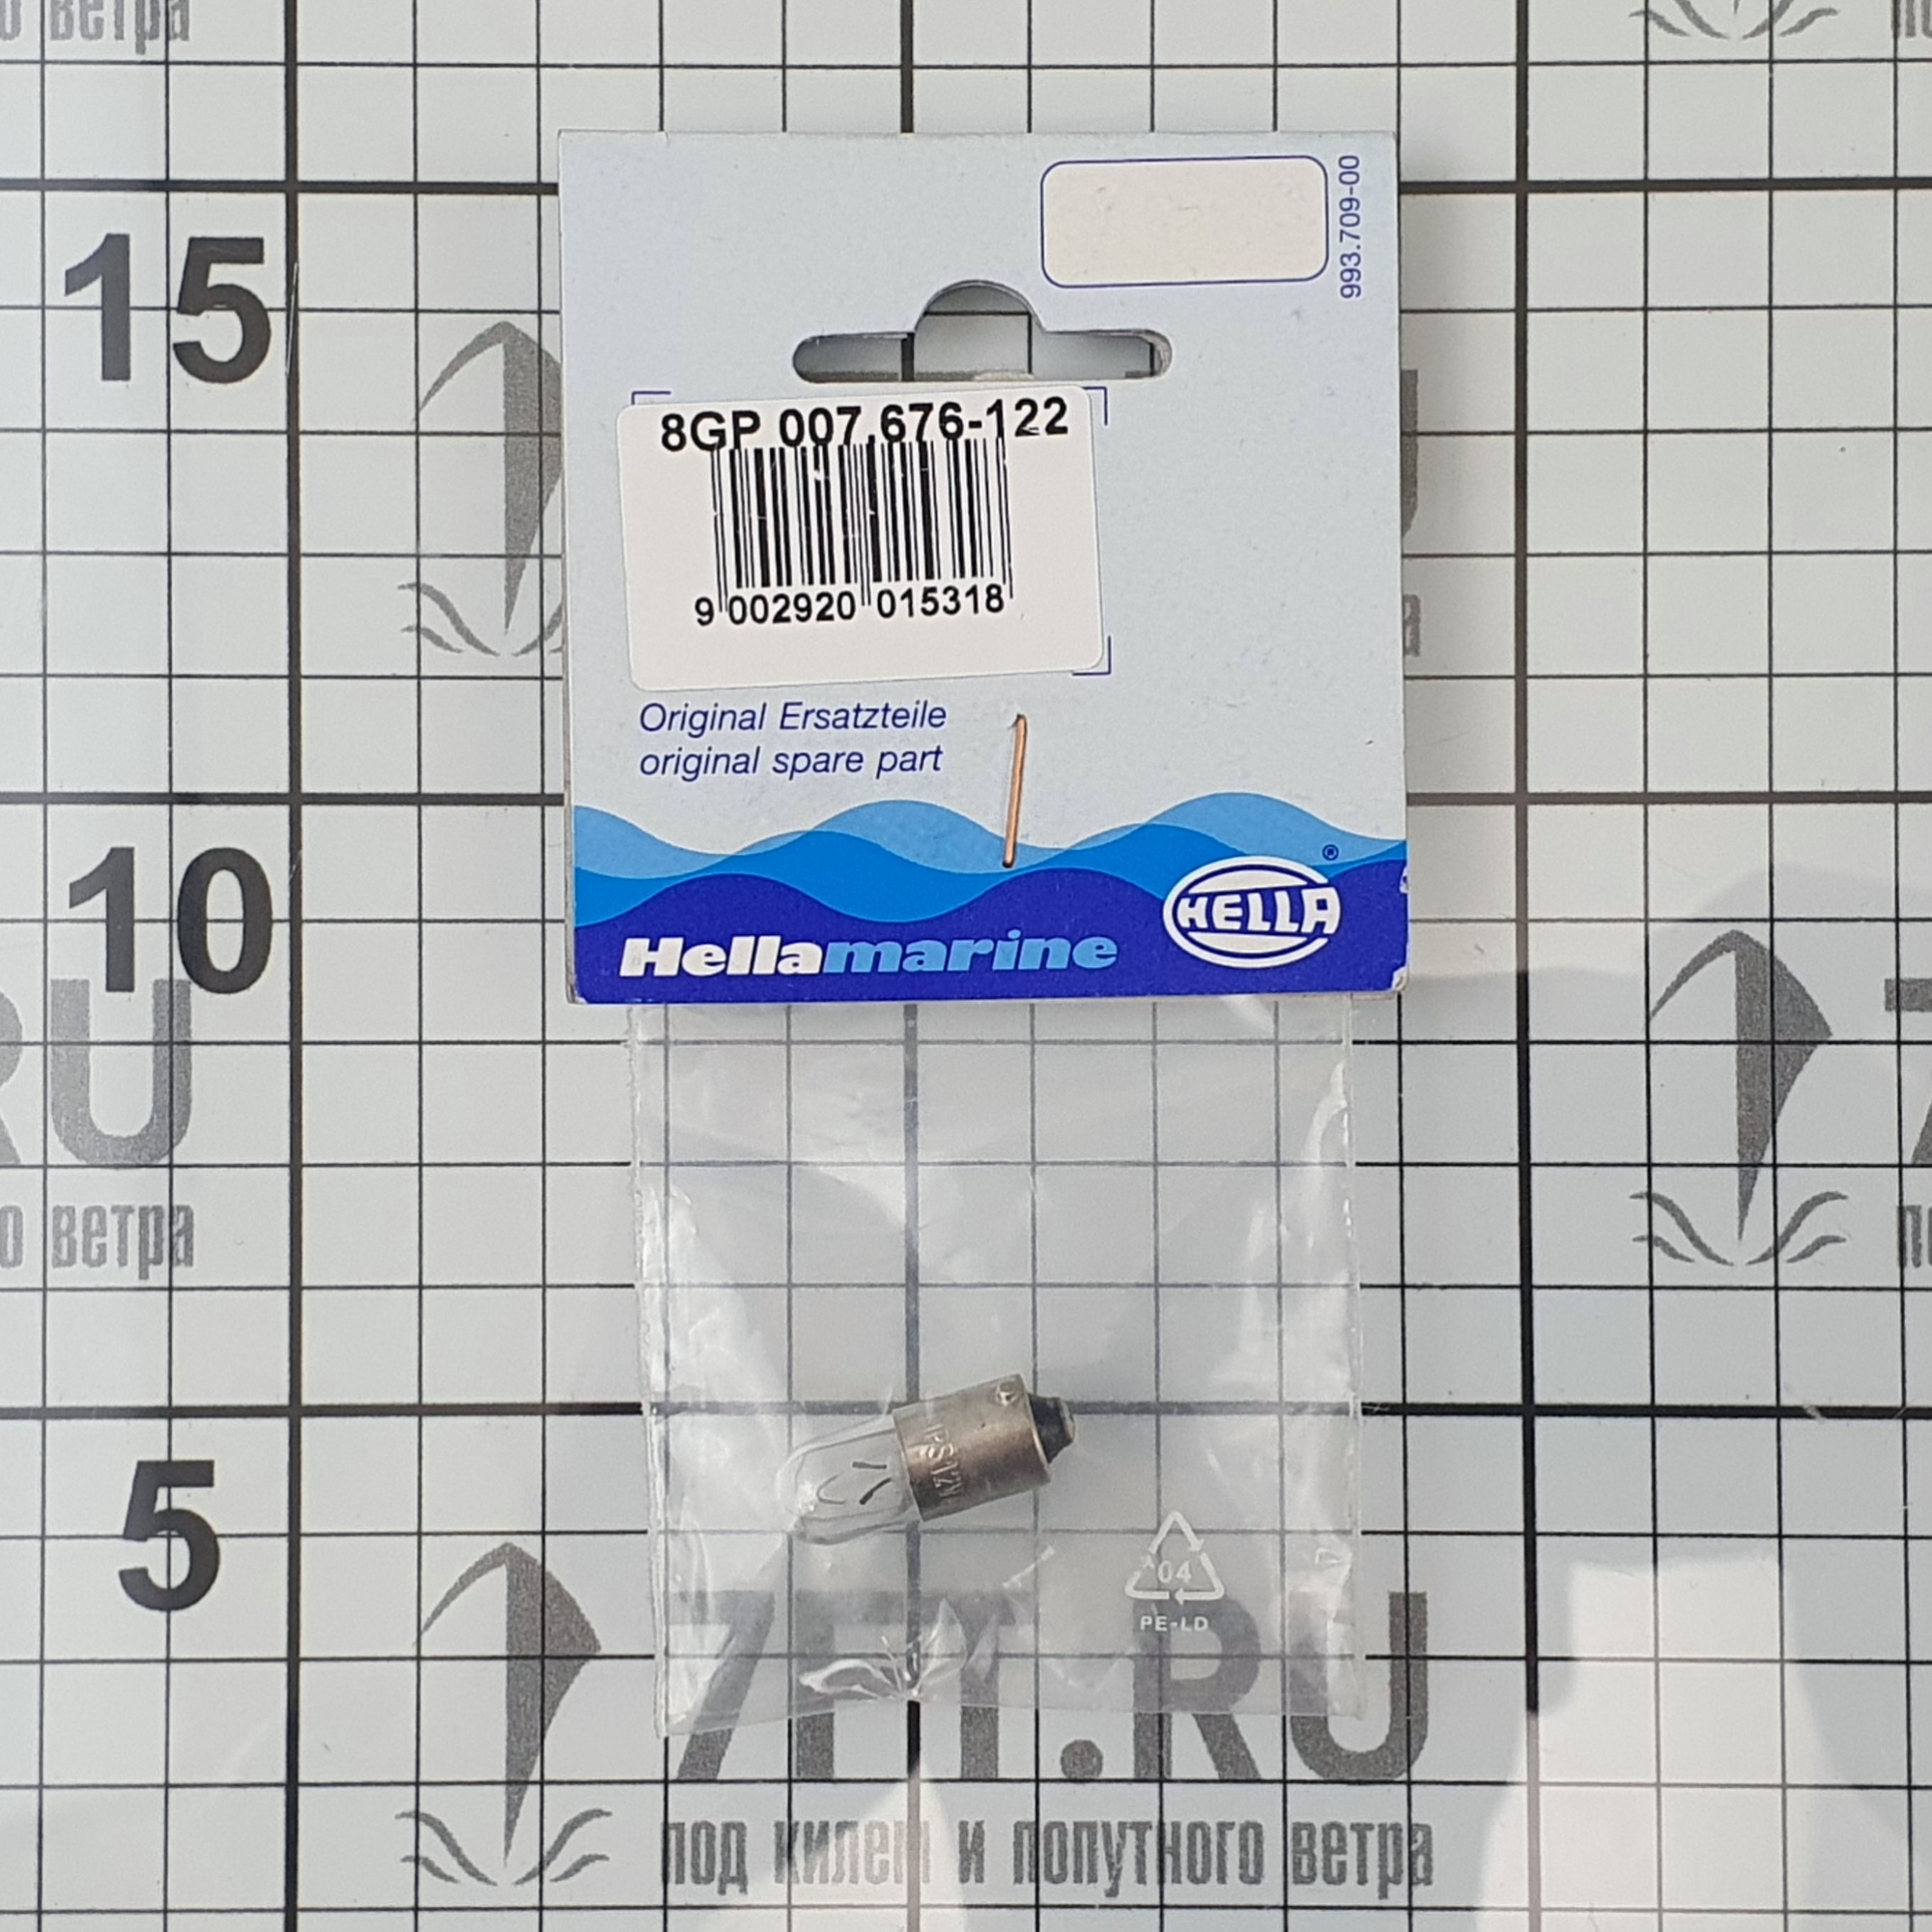 о ветра
15
993.709-00
8GP 007.676-122
9 002920 015318
Original Ersatzteile
original spare part
HELLA®
Hellamarine
10
RU
о ветра
04
PE-LD
5
7FT.RU
под килем и попутного ветра